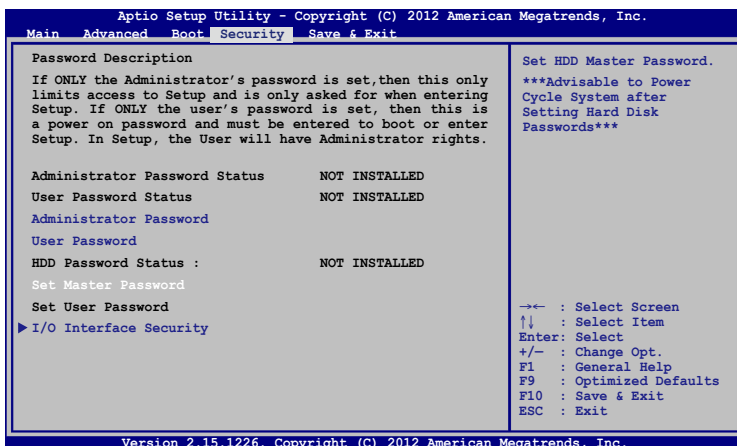 Aptio Setup Utility - Copyright (C) 2012 American Megatrends, Inc.
Main Advanced Boot Security Save & Exit
Password Description
If ONLY the Administrator's password is set,then this only
limits access to Setup and is only asked for when entering
Setup. If ONLY the user's password is set, then this is
a power on password and must be entered to boot or enter
Setup. In Setup, the User will have Administrator rights.
Administrator Password Status NOT INSTALLED
User Password Status NOT INSTALLED
Administrator Password
User Password
HDD Password Status : NOT INSTALLED
Set Master Password
Set User Password
I/O Interface Security
Set HDD Master Password.
***Advisable to Power
Cycle System after
Setting Hard Disk
Passwords***
→← : Select Screen
↑↓ : Select Item
Enter: Select
+/— : Change Opt.
F1 : General Help
F9 : Optimized Defaults
F10 : Save & Exit
ESC : Exit
Version 2.15.1226. Copyright (C) 2012 American Megatrends, Inc.